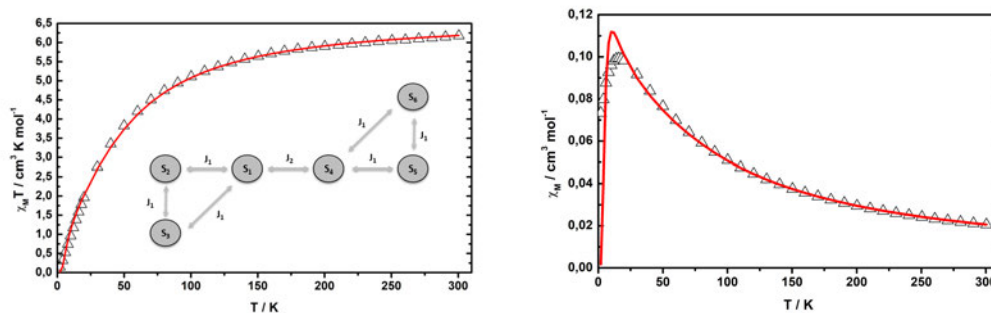 6,5
6,0
5,5
5,0
4,5
4,0
3,5
3,0
2,5
2,0
1,5
1,0
0,5
0,0
χ_M T / cm³ K mol⁻¹
S₆
J₁
J₁
S₂
J₁
S₁
J₂
S₄
J₁
S₅
J₁
J₁
S₃
0 50 100 150 200 250 300
T / K
0,12
0,10
0,08
0,06
0,04
0,02
0,00
χ_M / cm³ mol⁻¹
0 50 100 150 200 250 300
T / K